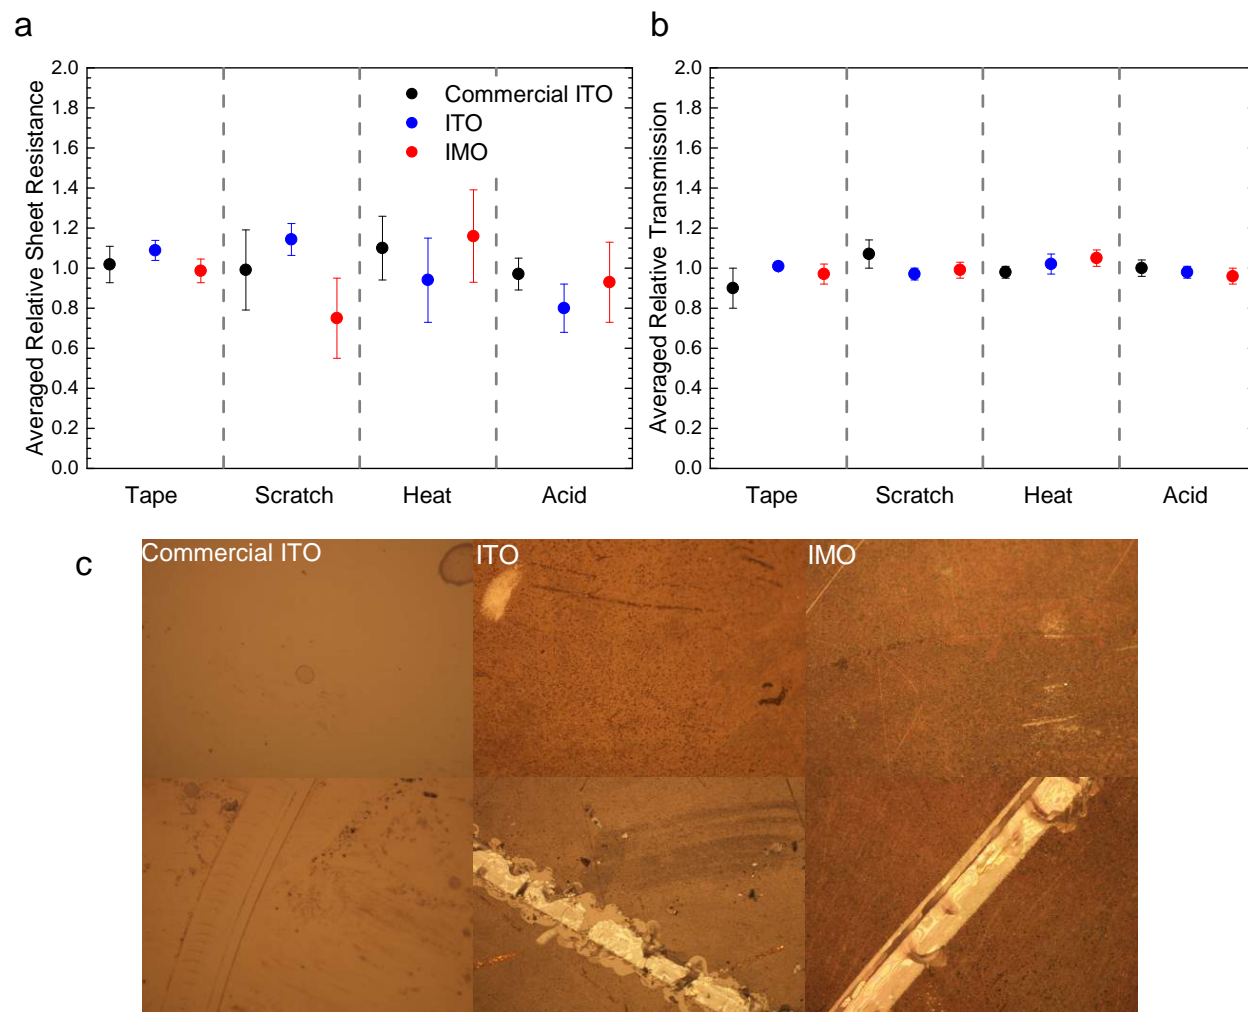 a
b
Averaged Relative Sheet Resistance
2.0
1.8
1.6
1.4
1.2
1.0
0.8
0.6
0.4
0.2
0.0
Commercial ITO
ITO
IMO
Tape Scratch Heat Acid
Averaged Relative Transmission
2.0
1.8
1.6
1.4
1.2
1.0
0.8
0.6
0.4
0.2
0.0
Tape Scratch Heat Acid
c
Commercial ITO
ITO
IMO